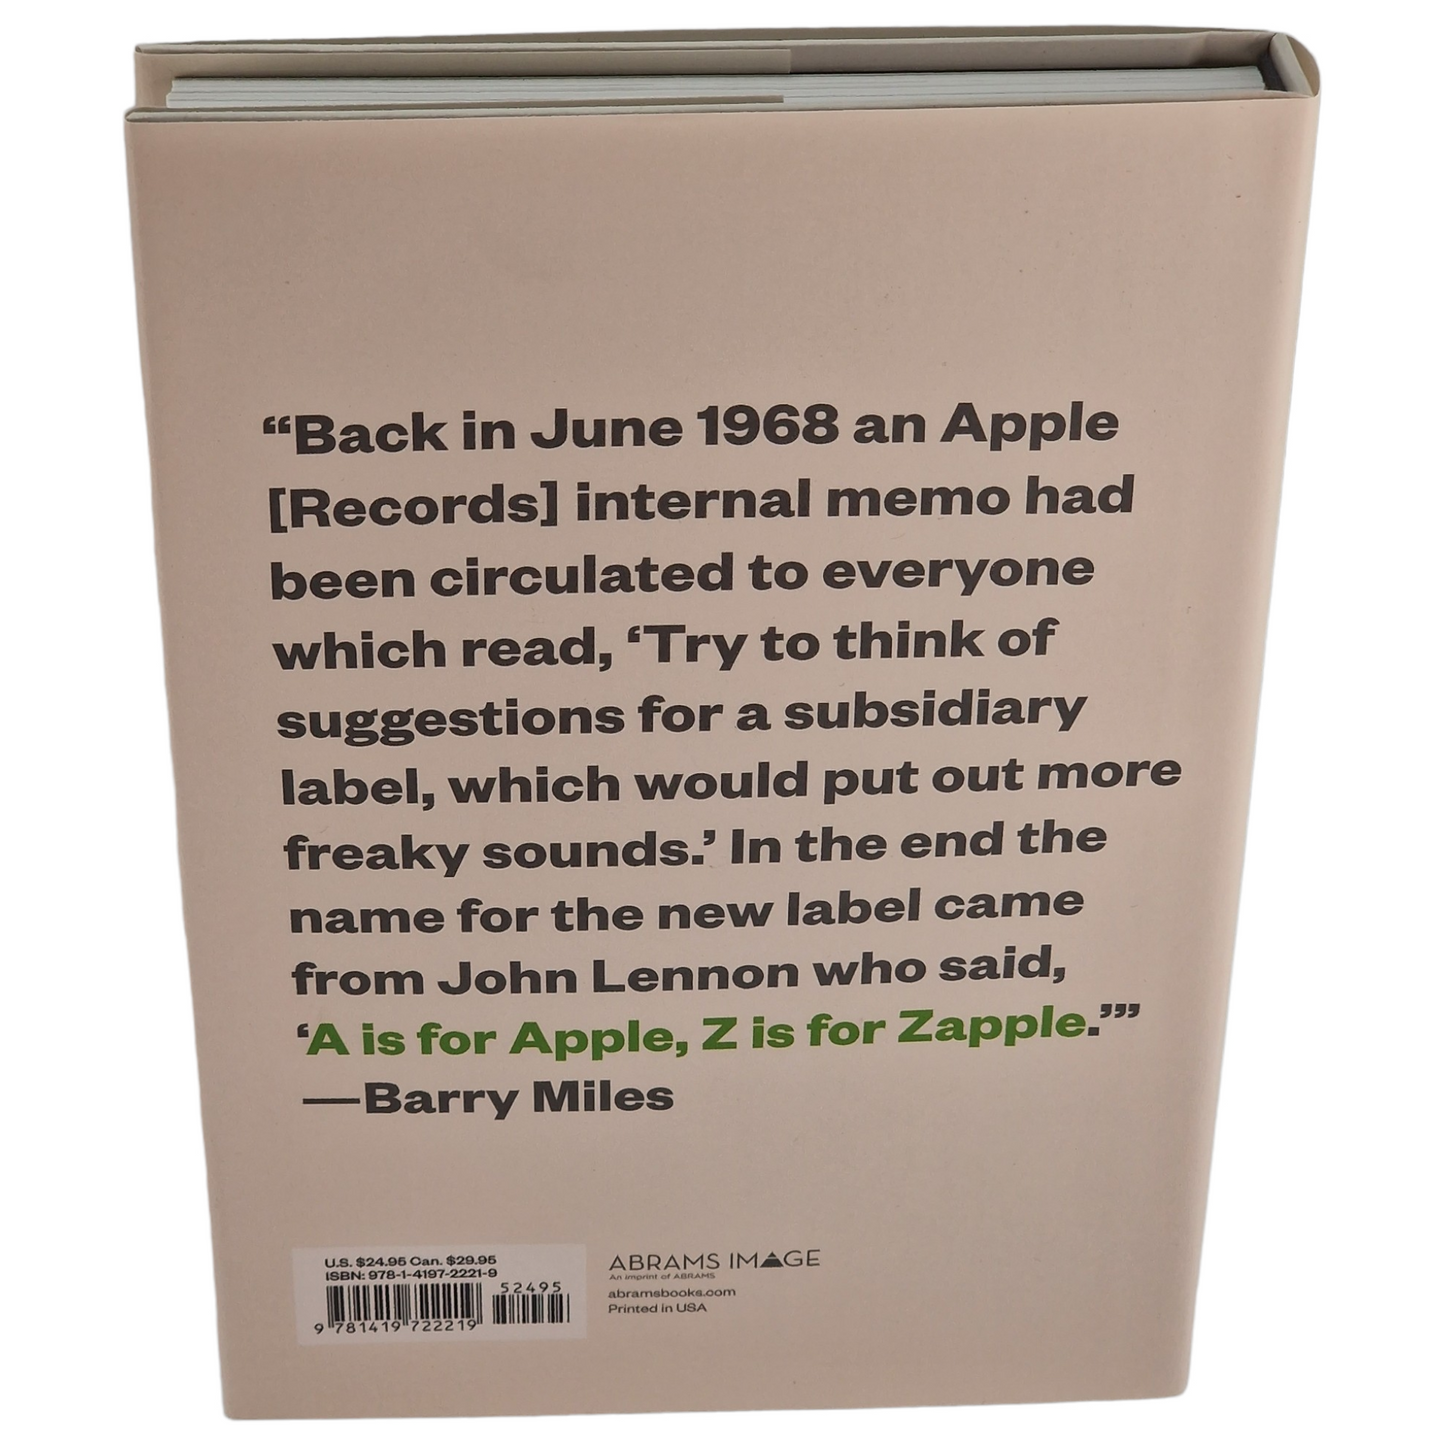 “Back in June 1968 an Apple
[Records] internal memo had
been circulated to everyone
which read, ‘Try to think of
suggestions for a subsidiary
label, which would put out more
freaky sounds.’ In the end the
name for the new label came
from John Lennon who said,
‘A is for Apple, Z is for Zapple.’”
—Barry Miles
U.S. $24.95 Can. $29.95
ISBN: 978-1-4197-2221-9
52495
9 781419 722219
ABRAMS IMAGE
An imprint of ABRAMS
abramsbooks.com
Printed in USA